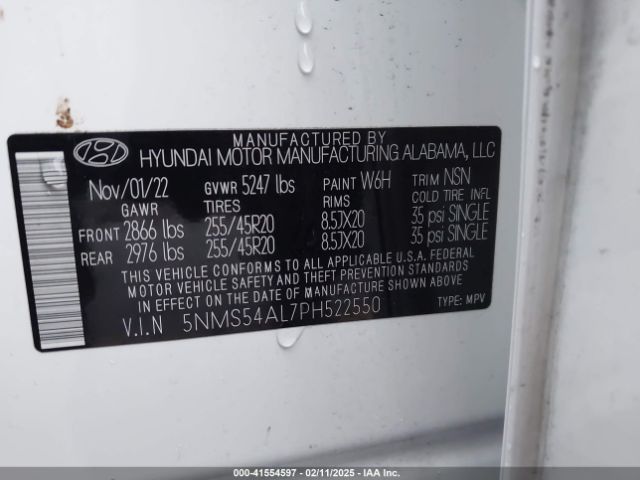 MANUFACTURED BY
HYUNDAI MOTOR MANUFACTURING ALABAMA, LLC
Nov/01/22 GVWR 5247 lbs PAINT W6H TRIM NSN
GAWR TIRES RIMS COLD TIRE INFL
FRONT 2866 lbs 255/45R20 8.5JX20 35 psi SINGLE
REAR 2976 lbs 255/45R20 8.5JX20 35 psi SINGLE
THIS VEHICLE CONFORMS TO ALL APPLICABLE U.S.A. FEDERAL
MOTOR VEHICLE SAFETY AND THEFT PREVENTION STANDARDS
IN EFFECT ON THE DATE OF MANUFACTURE SHOWN ABOVE
V.I.N 5NMS54AL7PH522550 TYPE: MPV
000-41554597 - 02/11/2025 - IAA Inc.